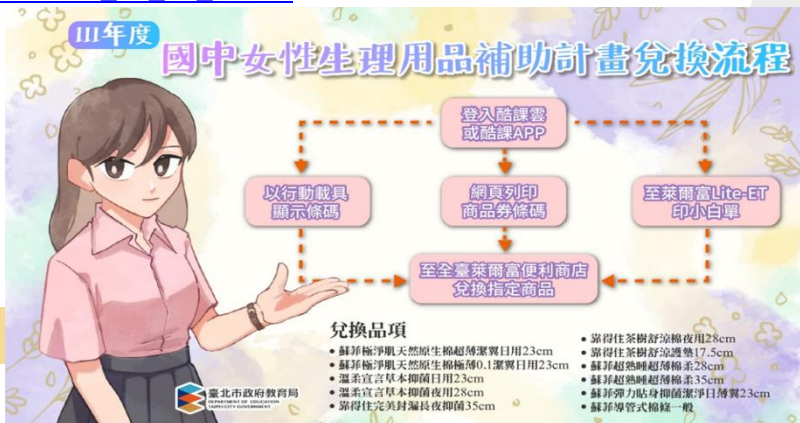 111年度
國中女性生理用品補助計畫兌換流程
登入酷課雲
或酷課APP
以行動載具
顯示條碼
網頁列印
商品券條碼
至萊爾富Lite-ET
印小白單
至全臺萊爾富便利商店
兌換指定商品
兌換品項
• 蘇菲極淨肌天然原生棉超薄潔翼日用23cm
• 蘇菲極淨肌天然原生棉極薄0.1潔翼日用23cm
• 溫柔宣言草本抑菌日用23cm
• 溫柔宣言草本抑菌夜用28cm
• 靠得住完美封漏長夜抑菌35cm
• 靠得住茶樹舒涼棉夜用28cm
• 靠得住茶樹舒涼護墊17.5cm
• 蘇菲超熟睡超薄棉柔28cm
• 蘇菲超熟睡超薄棉柔35cm
• 蘇菲彈力貼身抑菌潔淨日薄翼23cm
• 蘇菲導管式棉條一般
臺北市政府教育局
DEPARTMENT OF EDUCATION
TAIPEI CITY GOVERNMENT